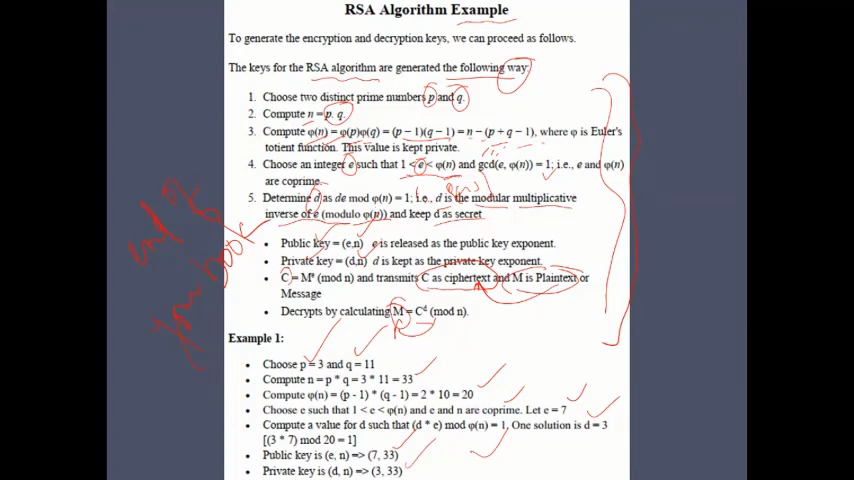 RSA Algorithm Example
To generate the encryption and decryption keys, we can proceed as follows.
The keys for the RSA algorithm are generated the following way:
1. Choose two distinct prime numbers p and q.
2. Compute n = p. q.
3. Compute φ(n) = φ(p)φ(q) = (p − 1)(q − 1) = n − (p + q − 1), where φ is Euler's
totient function. This value is kept private.
4. Choose an integer e such that 1 < e < φ(n) and gcd(e, φ(n)) = 1; i.e., e and φ(n)
are coprime.
5. Determine d as de mod φ(n) = 1; i.e., d is the modular multiplicative
inverse of e (modulo φ(n)) and keep d as secret
• Public key = (e,n) e is released as the public key exponent.
• Private key = (d,n) d is kept as the private key exponent.
• C = Mᵉ (mod n) and transmits C as ciphertext and M is Plaintext or
Message
• Decrypts by calculating M = Cᵈ (mod n).
Example 1:
• Choose p = 3 and q = 11
• Compute n = p * q = 3 * 11 = 33
• Compute φ(n) = (p - 1) * (q - 1) = 2 * 10 = 20
• Choose e such that 1 < e < φ(n) and e and n are coprime. Let e = 7
• Compute a value for d such that (d * e) mod φ(n) = 1. One solution is d = 3
[(3 * 7) mod 20 = 1]
• Public key is (e, n) => (7, 33)
• Private key is (d, n) => (3, 33)